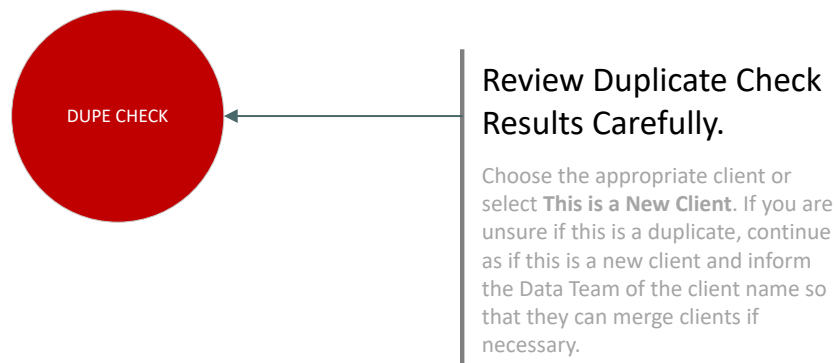 DUPE CHECK
Review Duplicate Check
Results Carefully.
Choose the appropriate client or
select This is a New Client. If you are
unsure if this is a duplicate, continue
as if this is a new client and inform
the Data Team of the client name so
that they can merge clients if
necessary.